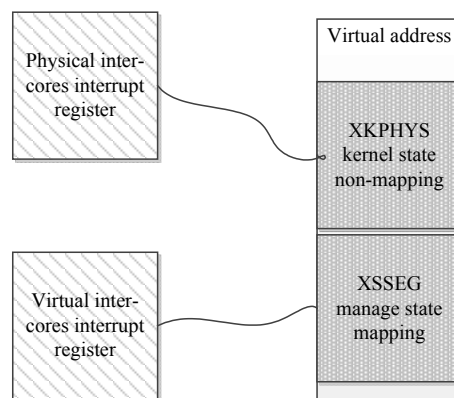 Physical inter-
cores interrupt
register
Virtual address
XKPHYS
kernel state
non-mapping
Virtual inter-
cores interrupt
register
XSSEG
manage state
mapping